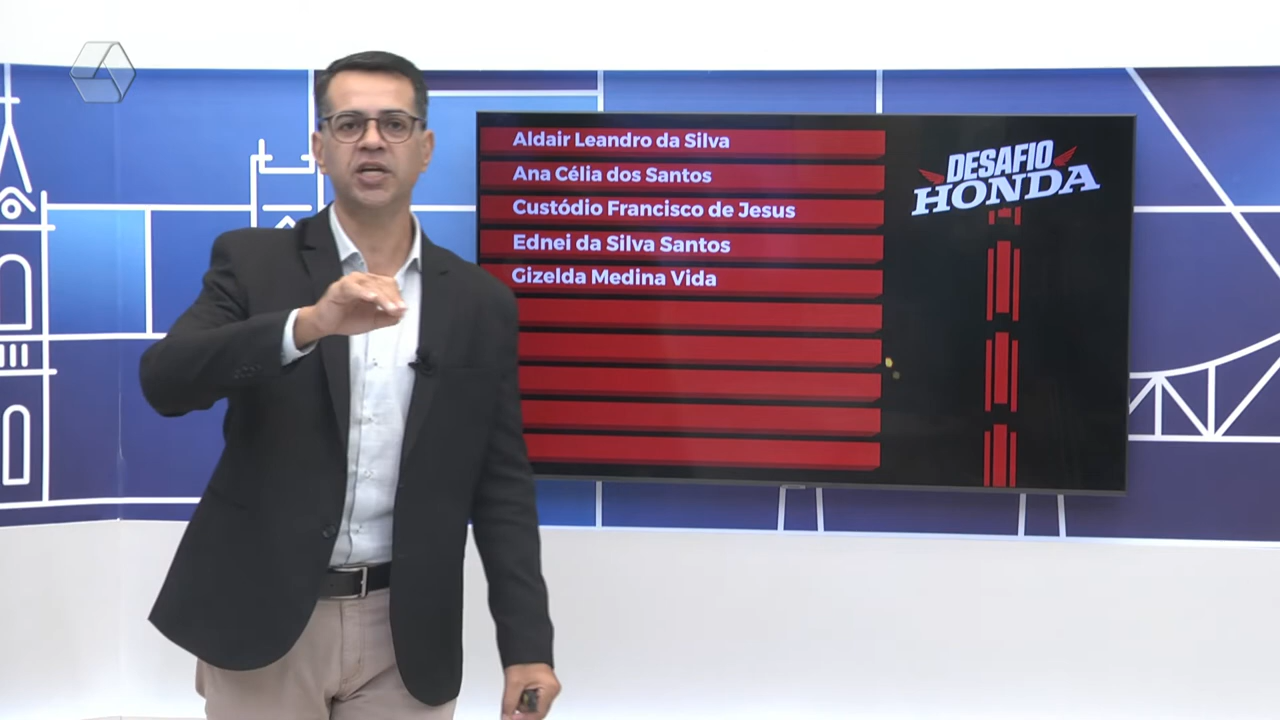 Aldair Leandro da Silva
Ana Célia dos Santos
Custódio Francisco de Jesus
Ednei da Silva Santos
Gizelda Medina Vida
DESAFIO
HONDA